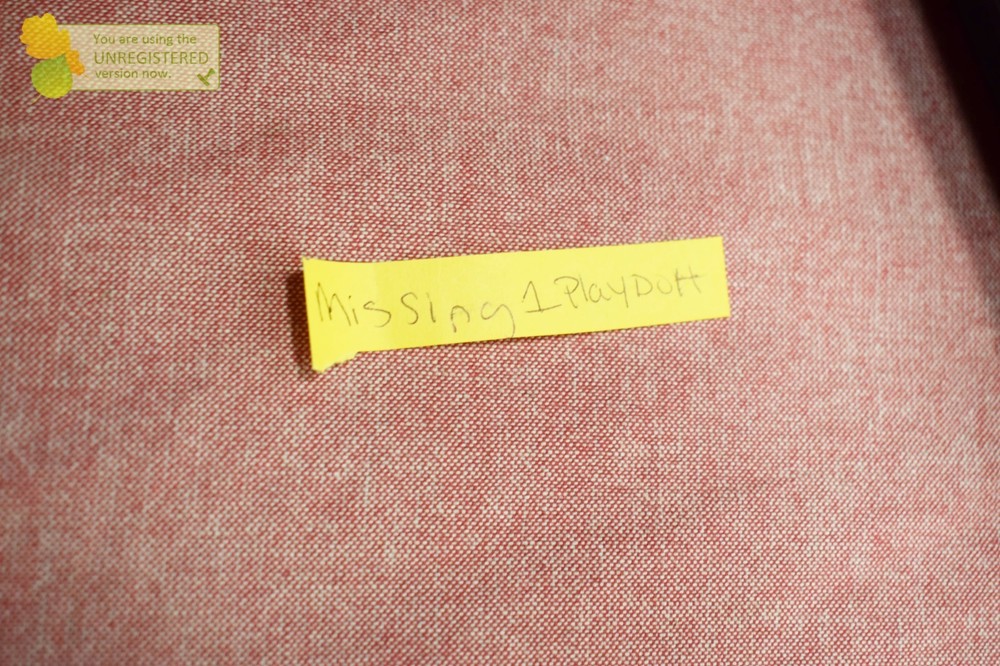 You are using the
UNREGISTERED
version now.
Missing 1 PlayDoH